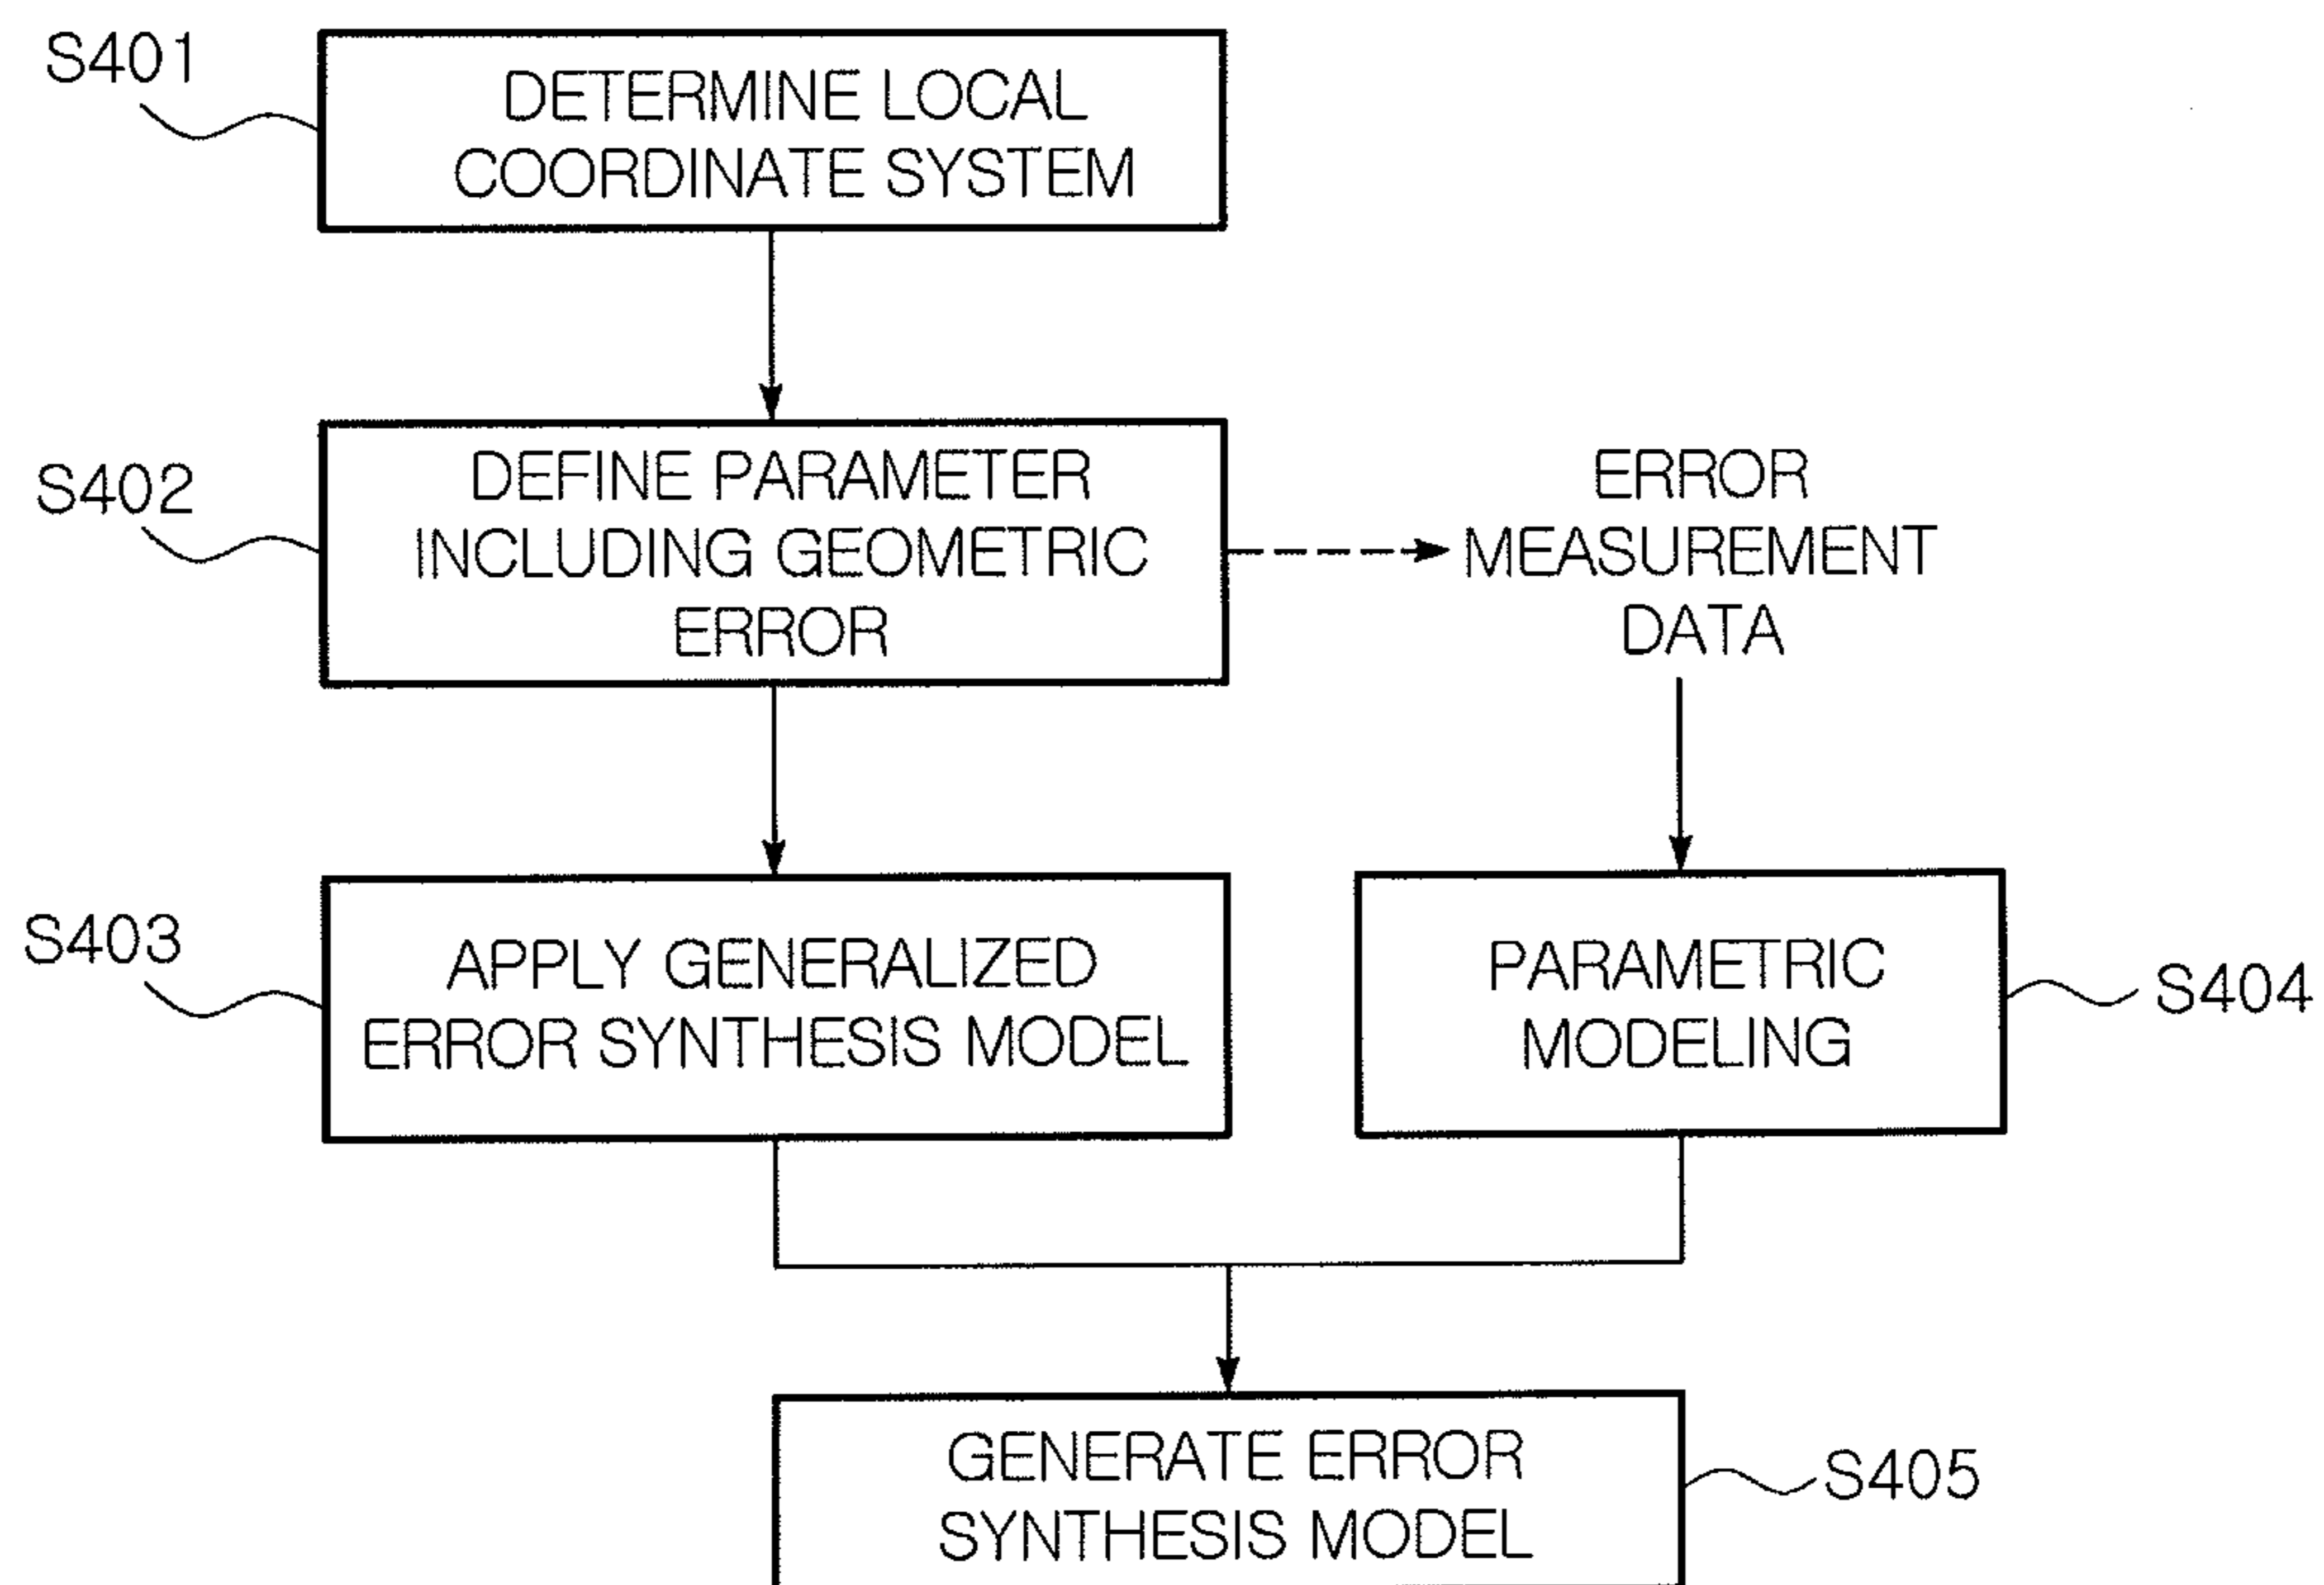 S401
DETERMINE LOCAL
COORDINATE SYSTEM
S402
DEFINE PARAMETER
INCLUDING GEOMETRIC
ERROR
ERROR
MEASUREMENT
DATA
S403
APPLY GENERALIZED
ERROR SYNTHESIS MODEL
PARAMETRIC
MODELING
S404
GENERATE ERROR
SYNTHESIS MODEL
S405